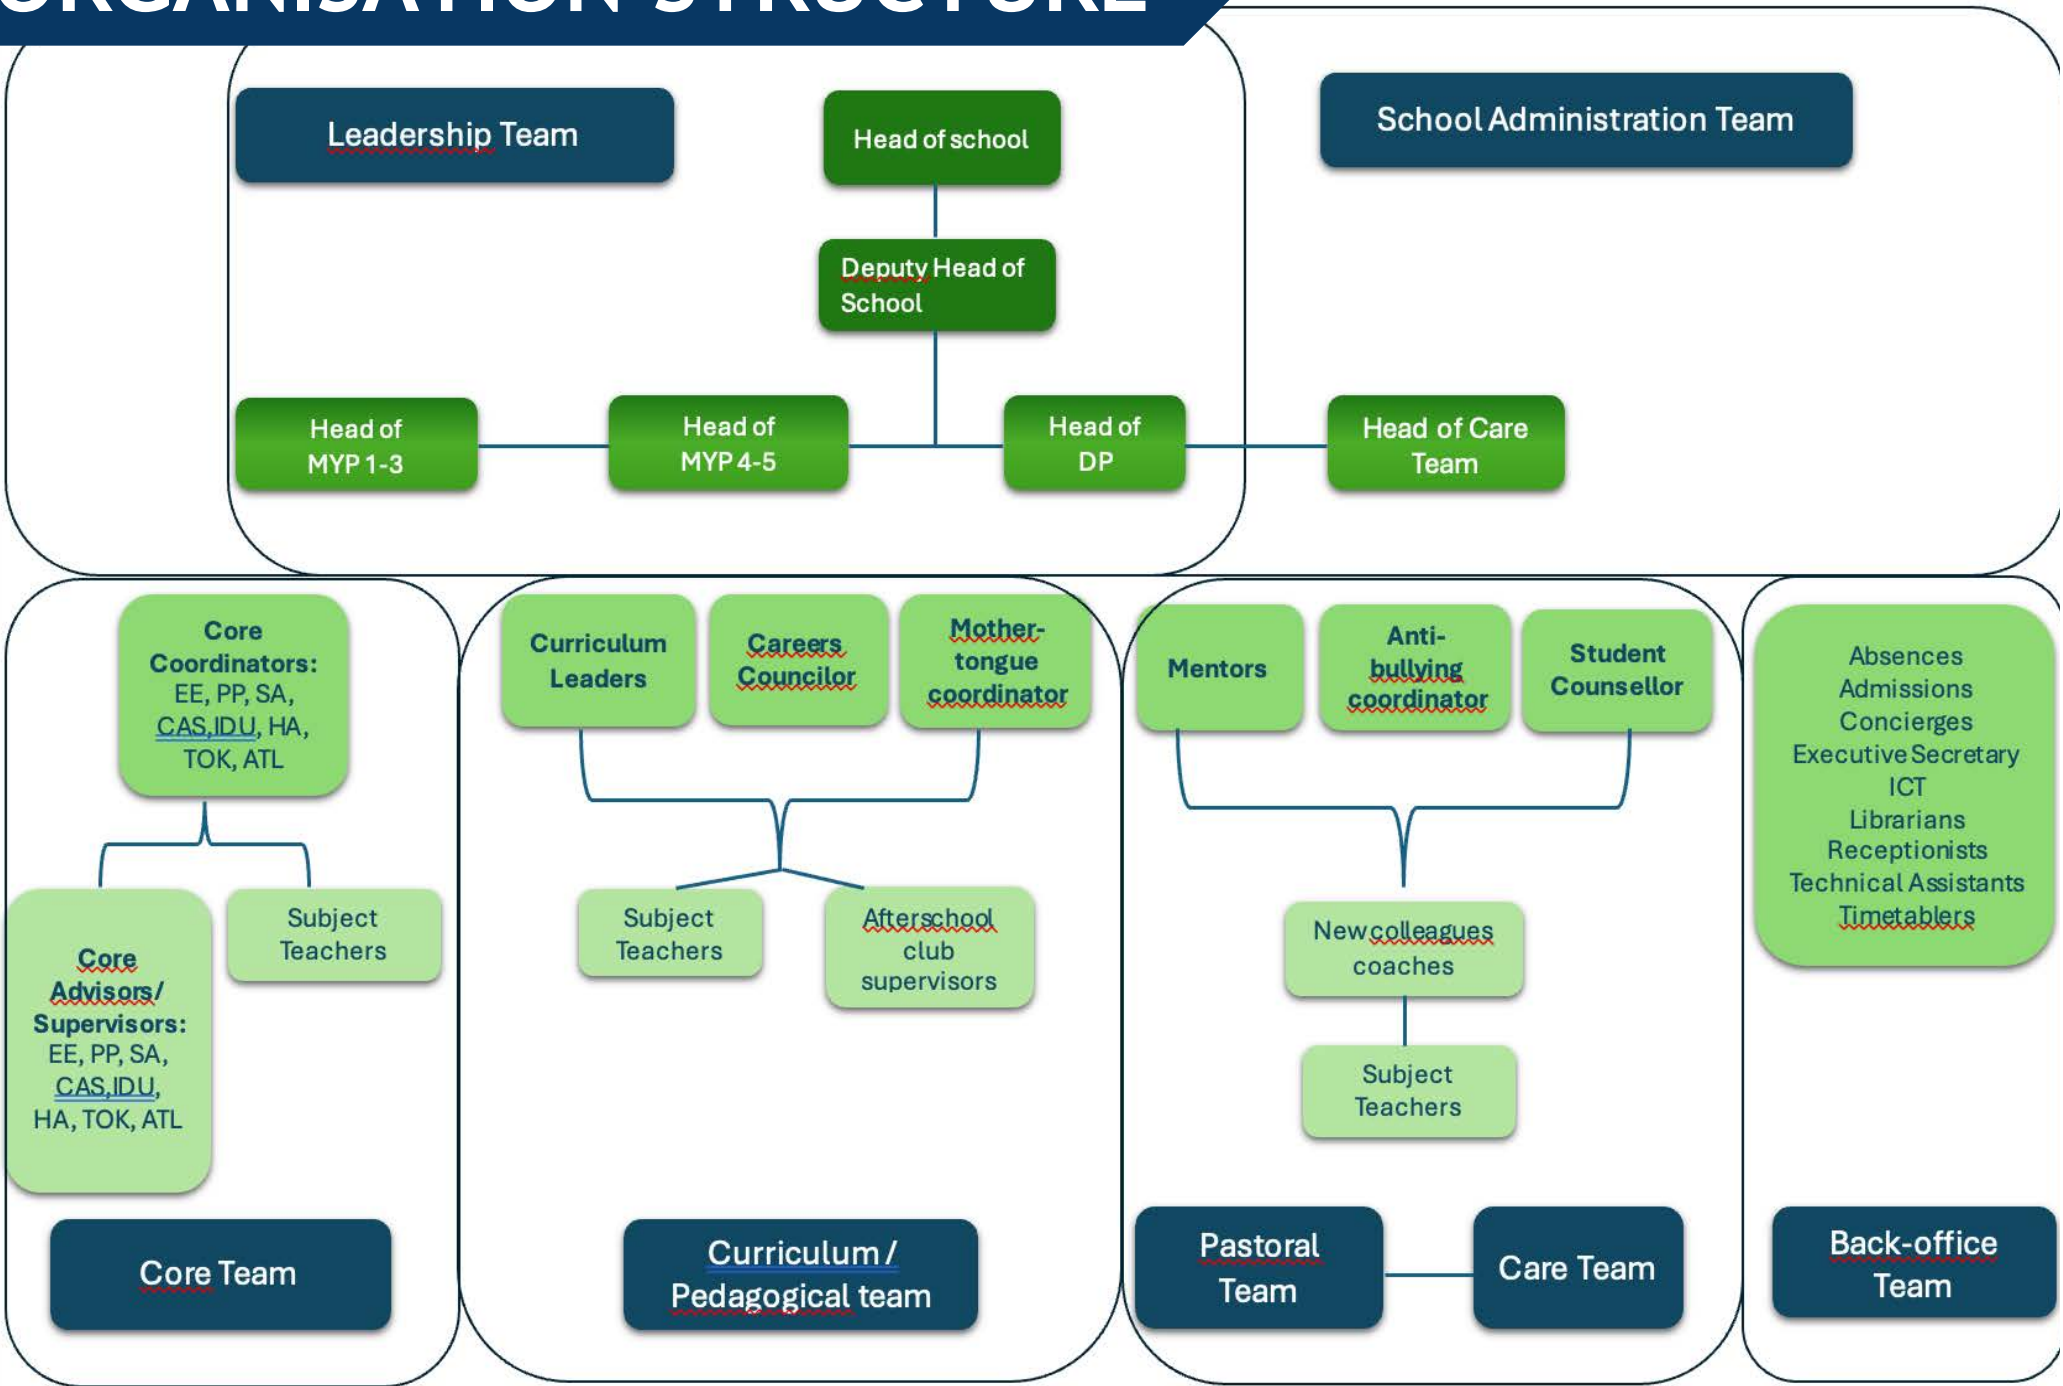 ORGANISATION STRUCTURE
Leadership Team
Head of school
School Administration Team
Deputy Head of
School
Head of
MYP 1-3
Head of
MYP 4-5
Head of
DP
Head of Care
Team
Core
Coordinators:
EE, PP, SA,
CAS,IDU, HA,
TOK, ATL
Core
Advisors/
Supervisors:
EE, PP, SA,
CAS,IDU,
HA, TOK, ATL
Subject
Teachers
Core Team
Curriculum
Leaders
Careers
Councilor
Mother-
tongue
coordinator
Subject
Teachers
Afterschool
club
supervisors
Curriculum /
Pedagogical team
Mentors
Anti-
bullying
coordinator
Student
Counsellor
New colleagues
coaches
Subject
Teachers
Pastoral
Team
Care Team
Absences
Admissions
Concierges
Executive Secretary
ICT
Librarians
Receptionists
Technical Assistants
Timetablers
Back-office
Team